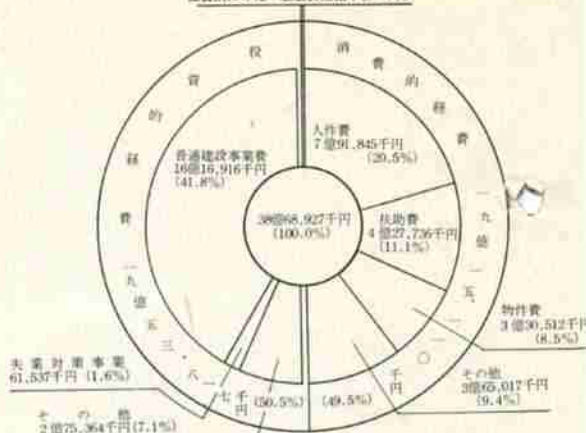 投資的経費 一九億五三、八一七千円 (50.5%)
消費的経費 一九億一五、一一〇千円 (49.5%)
人件費
7億91,845千円
(20.5%)
普通建設事業費
16億16,916千円
(41.8%)
38億68,927千円
(100.0%)
扶助費
4億27,736千円
(11.1%)
物件費
3億30,512千円
(8.5%)
その他
3億65,017千円
(9.4%)
失業対策事業
61,537千円(1.6%)
その他
2億75,364千円(7.1%)